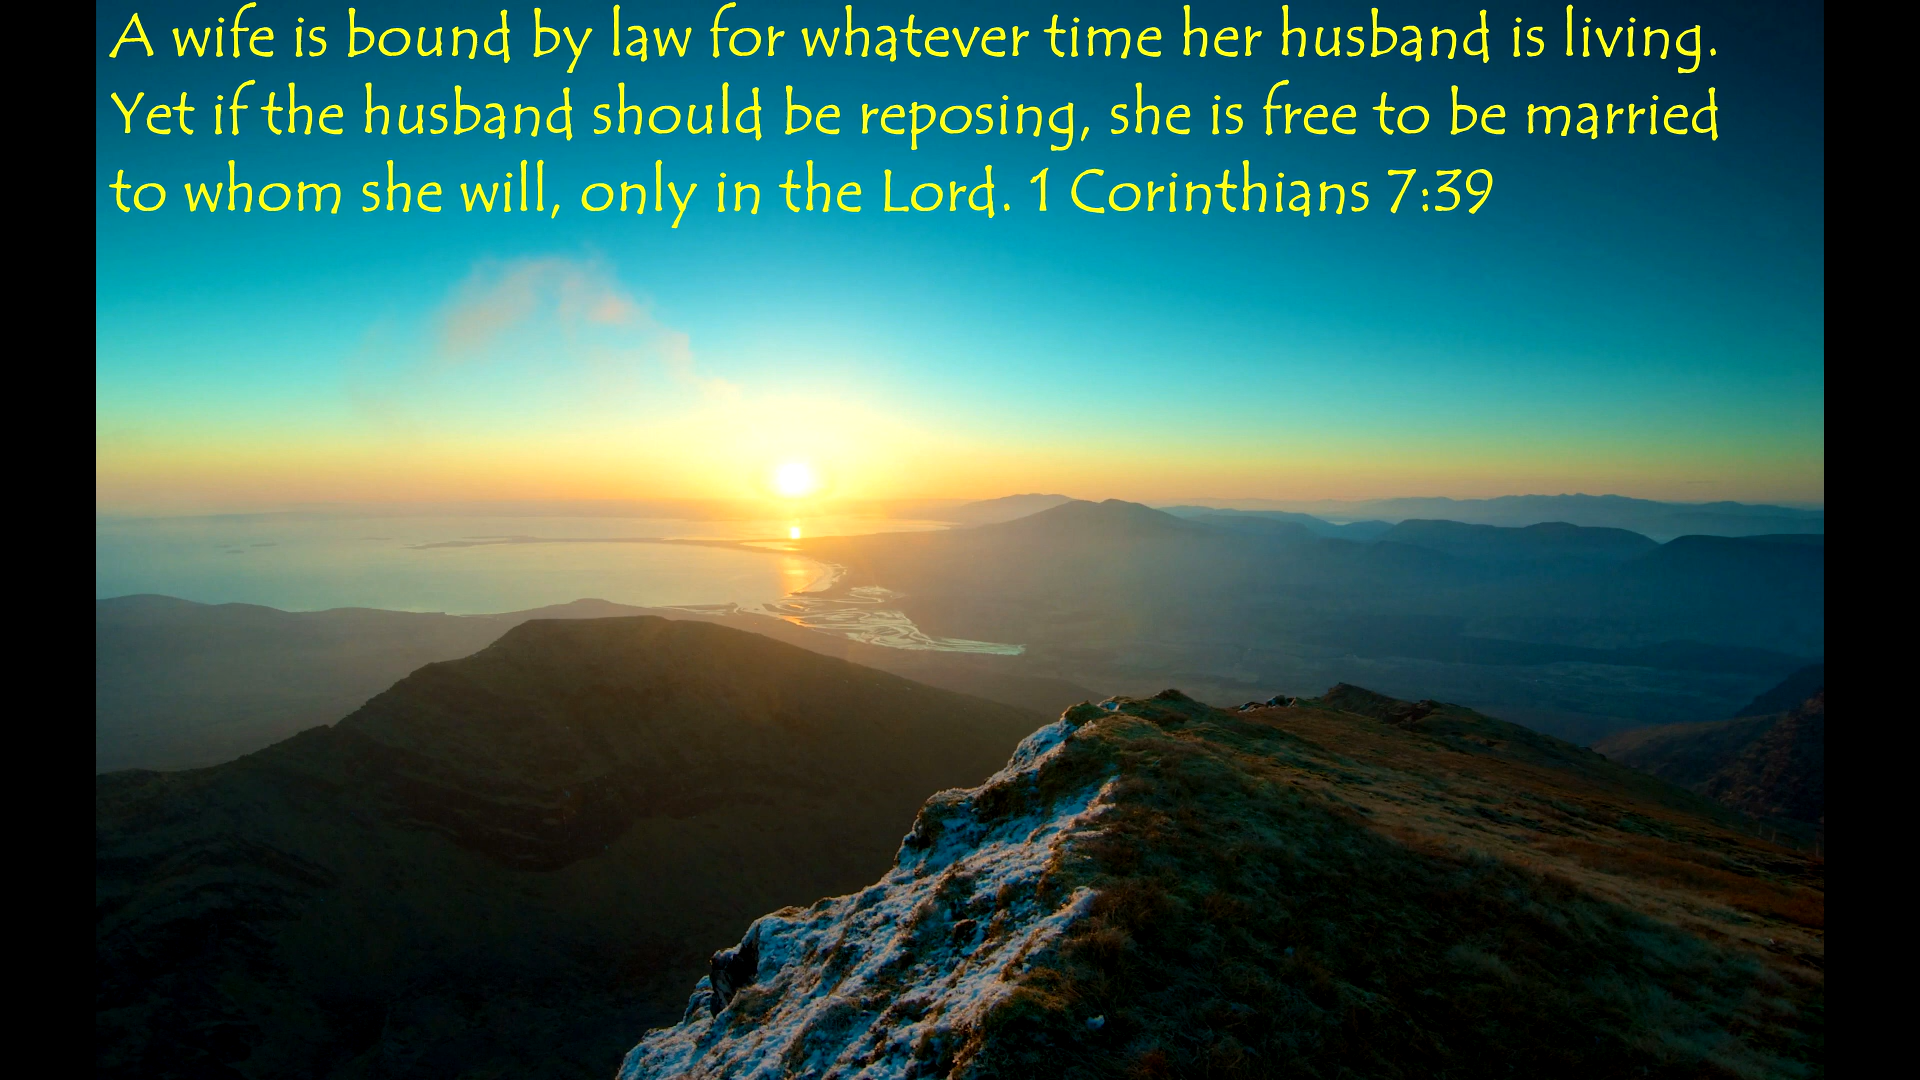 A wife is bound by law for whatever time her husband is living.
Yet if the husband should be reposing, she is free to be married
to whom she will, only in the Lord. 1 Corinthians 7:39